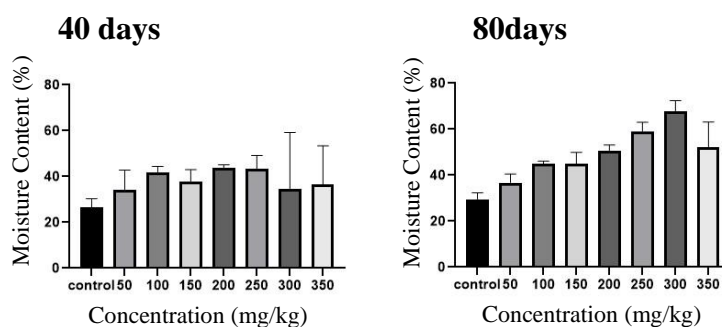 40 days
80
60
40
20
0
Moisture Content (%)
control 50 100 150 200 250 300 350
Concentration (mg/kg)
80days
80
60
40
20
0
Moisture Content (%)
control 50 100 150 200 250 300 350
Concentration (mg/kg)